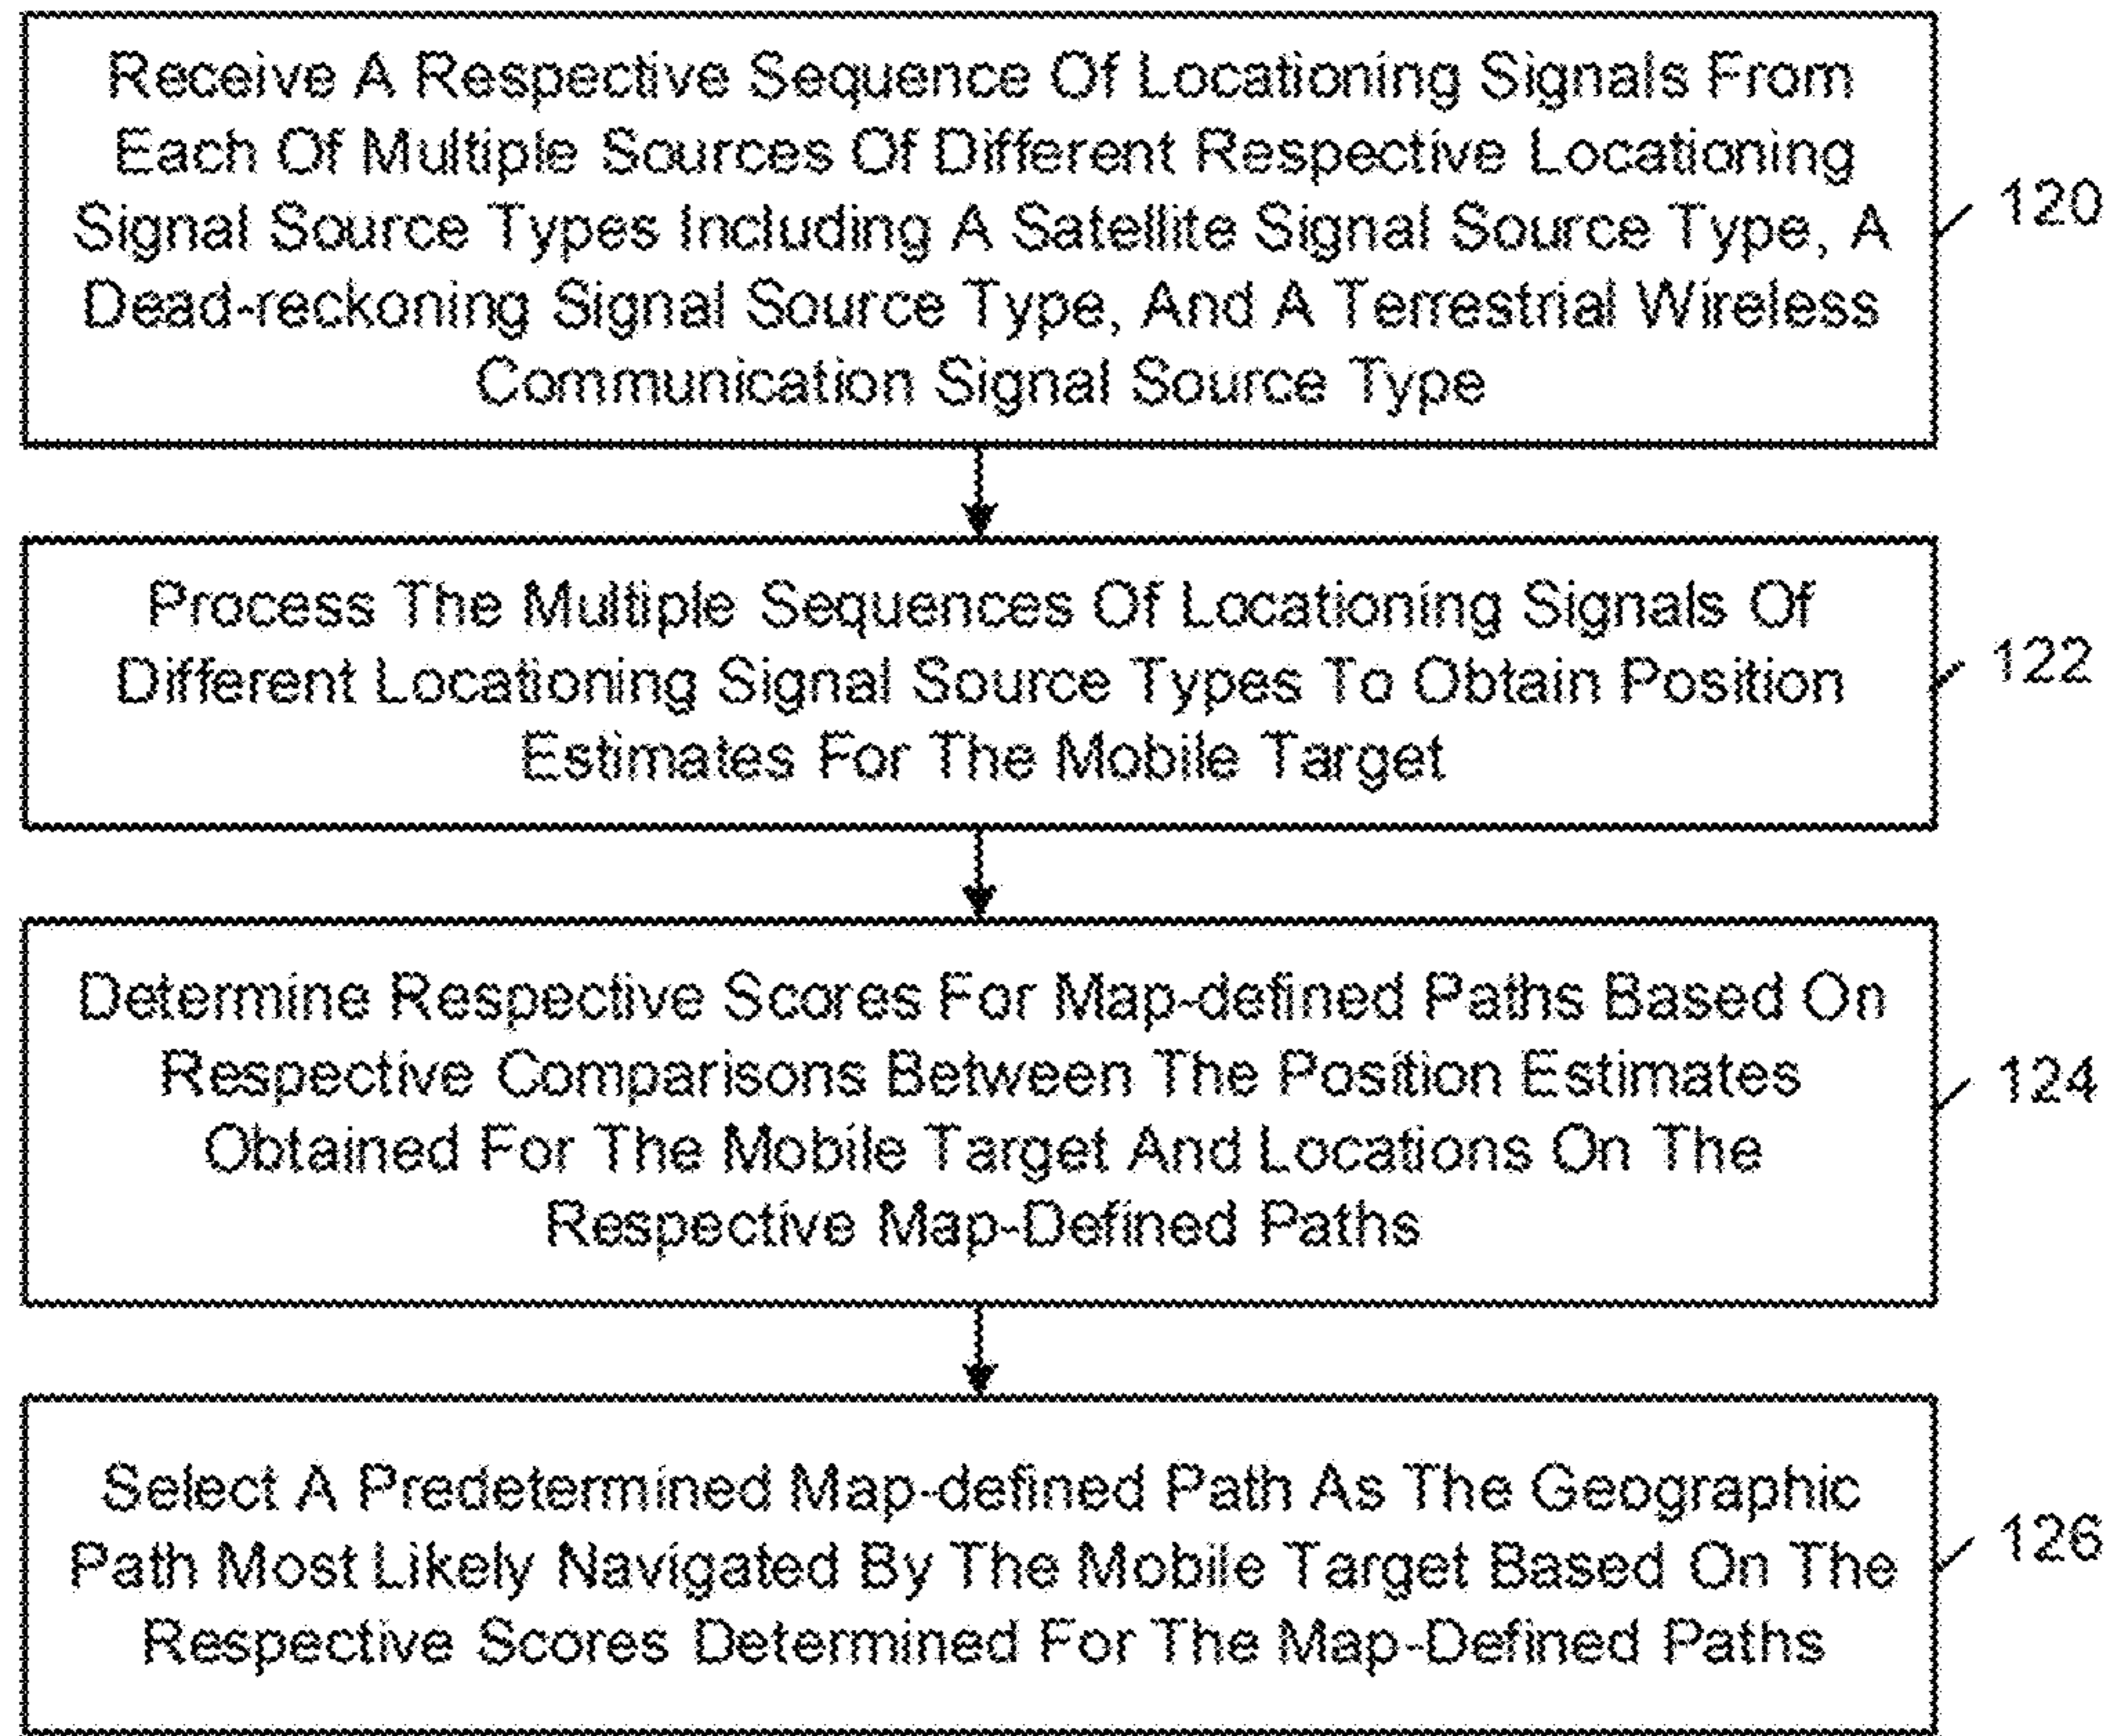 Receive A Respective Sequence Of Locationing Signals From
Each Of Multiple Sources Of Different Respective Locationing
Signal Source Types Including A Satellite Signal Source Type, A
Dead-reckoning Signal Source Type, And A Terrestrial Wireless
Communication Signal Source Type
120
Process The Multiple Sequences Of Locationing Signals Of
Different Locationing Signal Source Types To Obtain Position
Estimates For The Mobile Target
122
Determine Respective Scores For Map-defined Paths Based On
Respective Comparisons Between The Position Estimates
Obtained For The Mobile Target And Locations On The
Respective Map-Defined Paths
124
Select A Predetermined Map-defined Path As The Geographic
Path Most Likely Navigated By The Mobile Target Based On The
Respective Scores Determined For The Map-Defined Paths
126